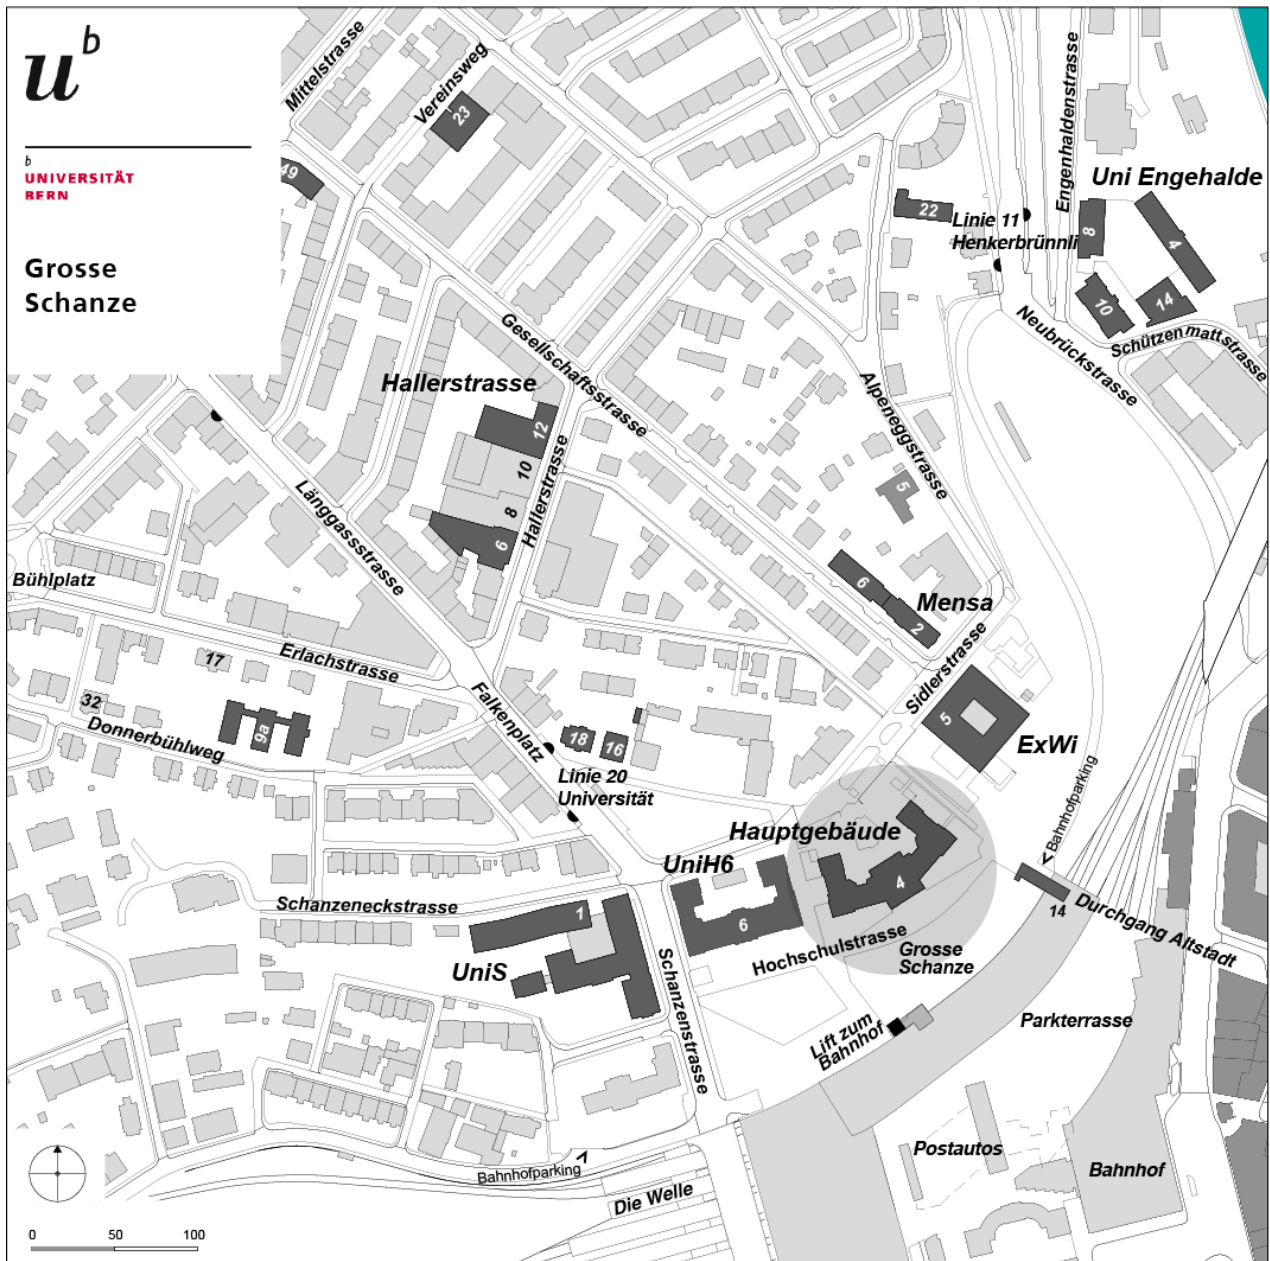 u b
b
UNIVERSITÄT
BERN
Grosse
Schanze
Mittelstrasse
Vereinsweg
23
49
Engenhaldenstrasse
Uni Engehalde
22
Linie 11
Henkerbrünnli
8
4
10
14
Schützenmattstrasse
Neubrückstrasse
Gesellschaftsstrasse
Hallerstrasse
12
10
8
6
Hallerstrasse
Alpeneggstrasse
5
Länggassstrasse
Bühlplatz
6
2
Mensa
Sidlerstrasse
Erlachstrasse
17
32
9a
Donnerbühlweg
Falkenplatz
18
16
Linie 20
Universität
5
ExWi
Bahnhofparking
Hauptgebäude
UniH6
4
6
14
Durchgang Altstadt
Schanzeneckstrasse
1
UniS
Hochschulstrasse
Grosse
Schanze
Schanzenstrasse
Lift zum
Bahnhof
Parkterrasse
Postautos
Bahnhof
Bahnhofparking
Die Welle
0 50 100